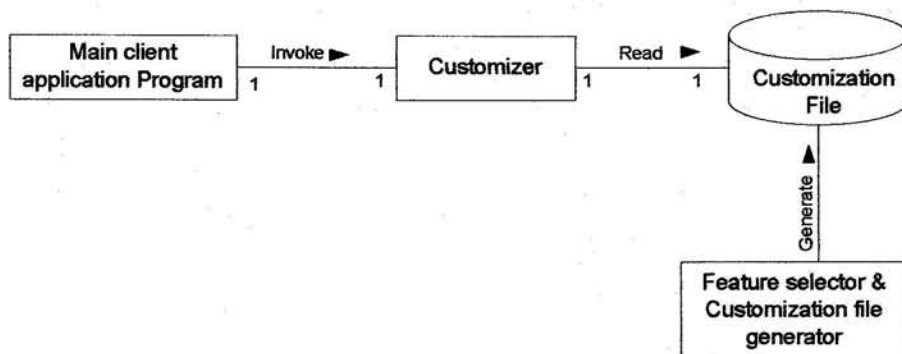 Main client
application Program
Invoke
1
1
Customizer
Read
1
1
Customization
File
Generate
Feature selector &
Customization file
generator